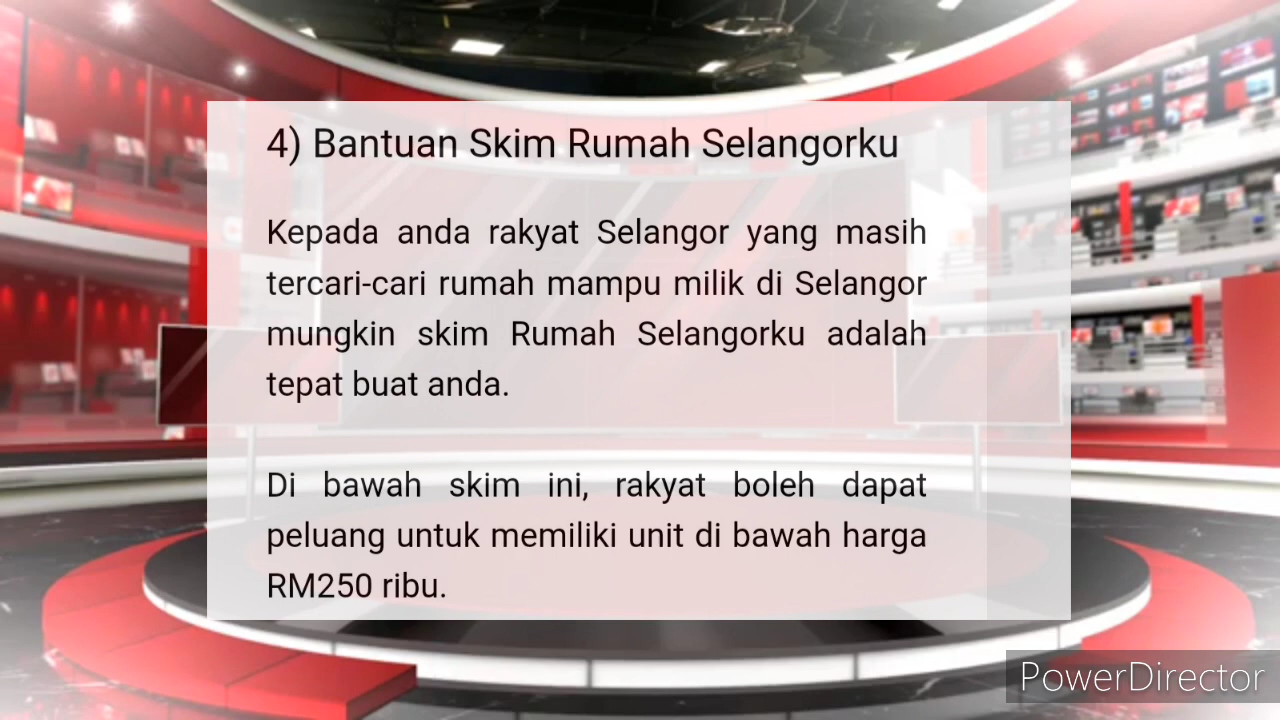 4) Bantuan Skim Rumah Selangorku
Kepada anda rakyat Selangor yang masih
tercari-cari rumah mampu milik di Selangor
mungkin skim Rumah Selangorku adalah
tepat buat anda.
Di bawah skim ini, rakyat boleh dapat
peluang untuk memiliki unit di bawah harga
RM250 ribu.
PowerDirector